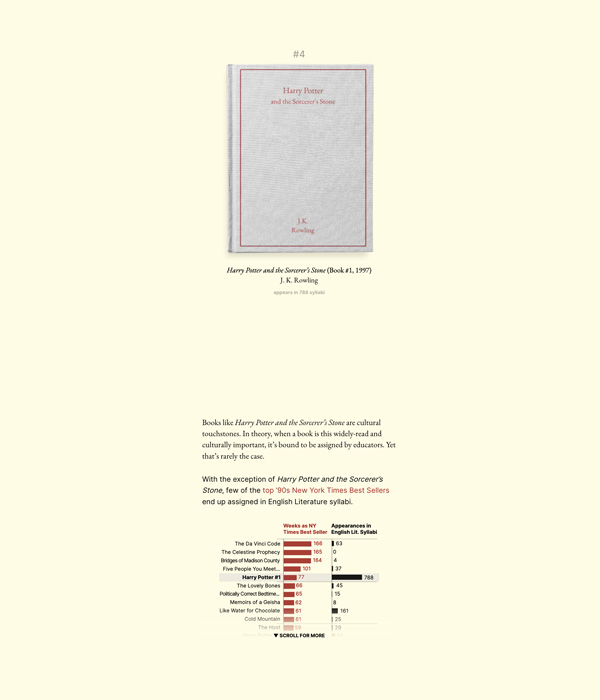 #4
Harry Potter
and the Sorcerer's Stone
J.K.
Rowling
Harry Potter and the Sorcerer's Stone (Book #1, 1997)
J. K. Rowling
appears in 768 syllabi
Books like Harry Potter and the Sorcerer's Stone are cultural
touchstones. In theory, when a book is this widely-read and
culturally important, it's bound to be assigned by educators. Yet
that's rarely the case.
With the exception of Harry Potter and the Sorcerer's
Stone, few of the top '90s New York Times Best Sellers
end up assigned in English Literature syllabi.
Weeks as NY Appearances in
Times Best Seller English Lit. Syllabi
The Da Vinci Code 166 63
The Celestine Prophecy 165 0
Bridges of Madison County 164 4
Five People You Meet... 101 37
Harry Potter #1 77 768
The Lovely Bones 66 45
Politically Correct Bedtime... 65 15
Memoirs of a Geisha 62 8
Like Water for Chocolate 61 161
Cold Mountain 61 25
The Host 59 28
▼ SCROLL FOR MORE